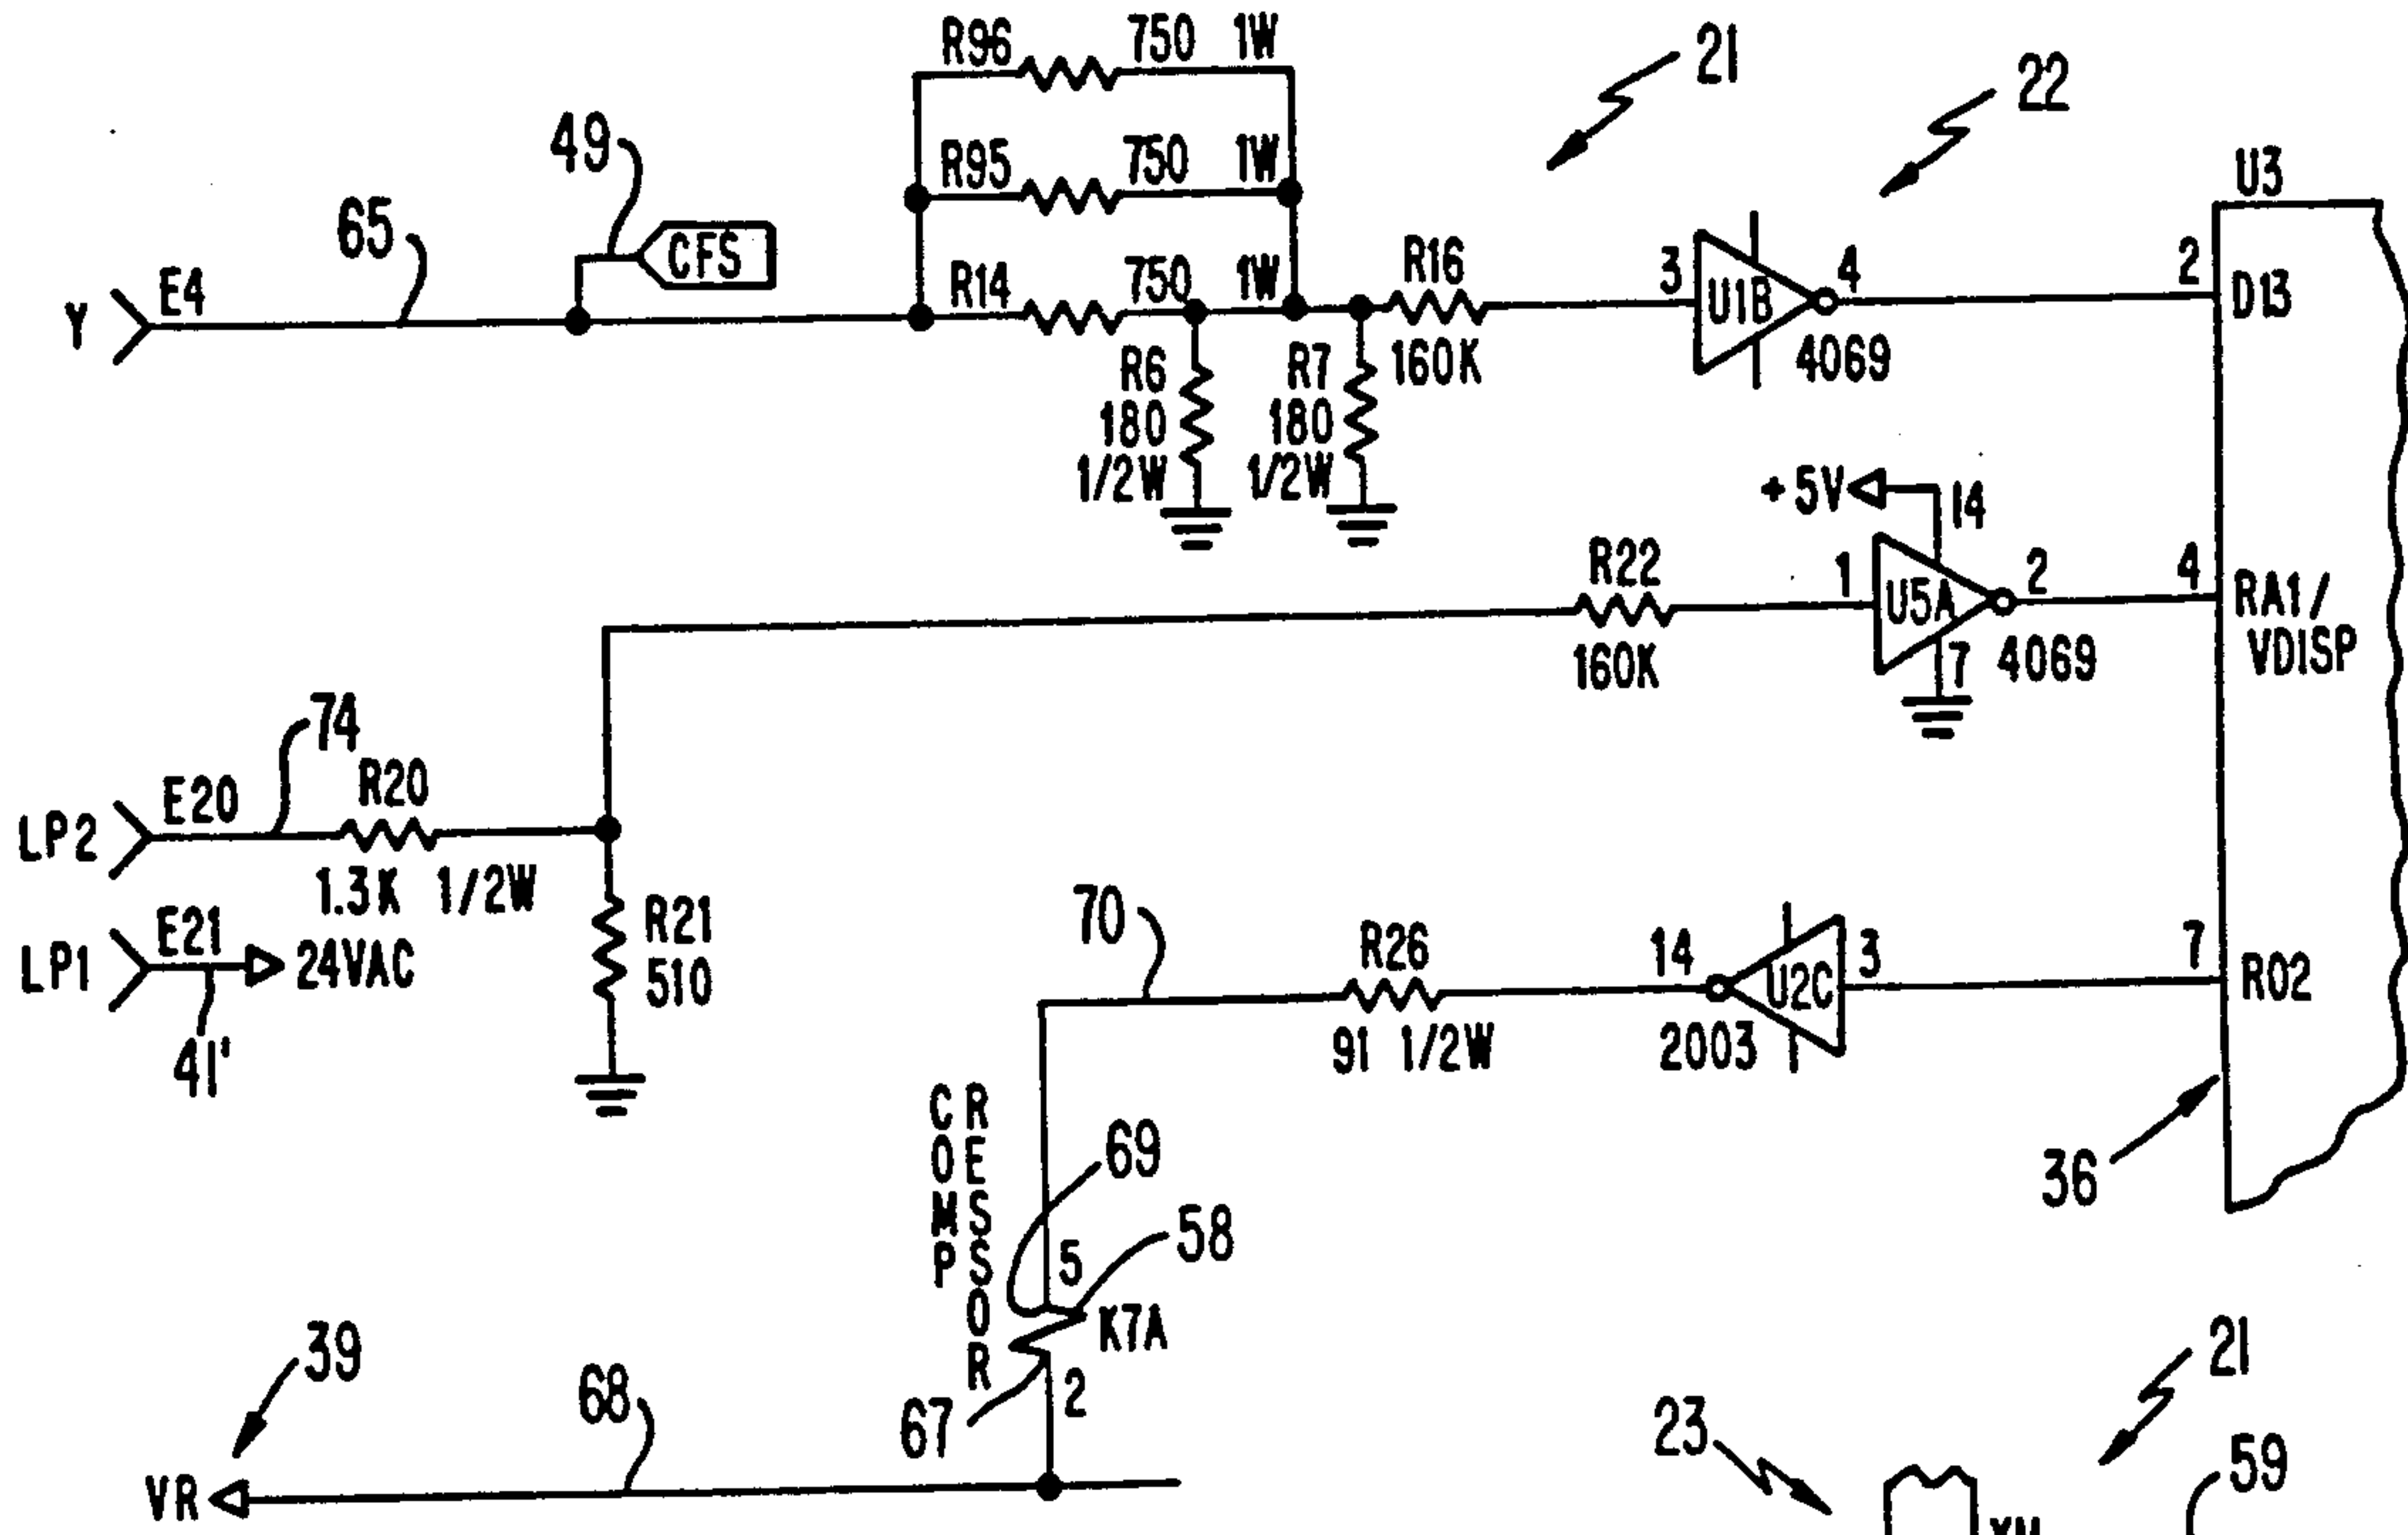 R96 750 1W
21
22
49
R95 750 1W
U3
65
CFS
Y E4
R14 750 1W
R16
160K
3 U1B 4
4069
2 D13
R6
180
1/2W
R7
180
1/2W
+5V 14
R22
160K
1 U5A 2
7 4069
4 RA1/
VDISP
74
LP2 E20 R20
1.3K 1/2W
LP1 E21 24VAC
41'
R21
510
70
R26
91 1/2W
14 U2C 3
2003
7 R02
36
COMP
RESSOR
69
5
58
K7A
67
2
39
68
VR
21
23
59